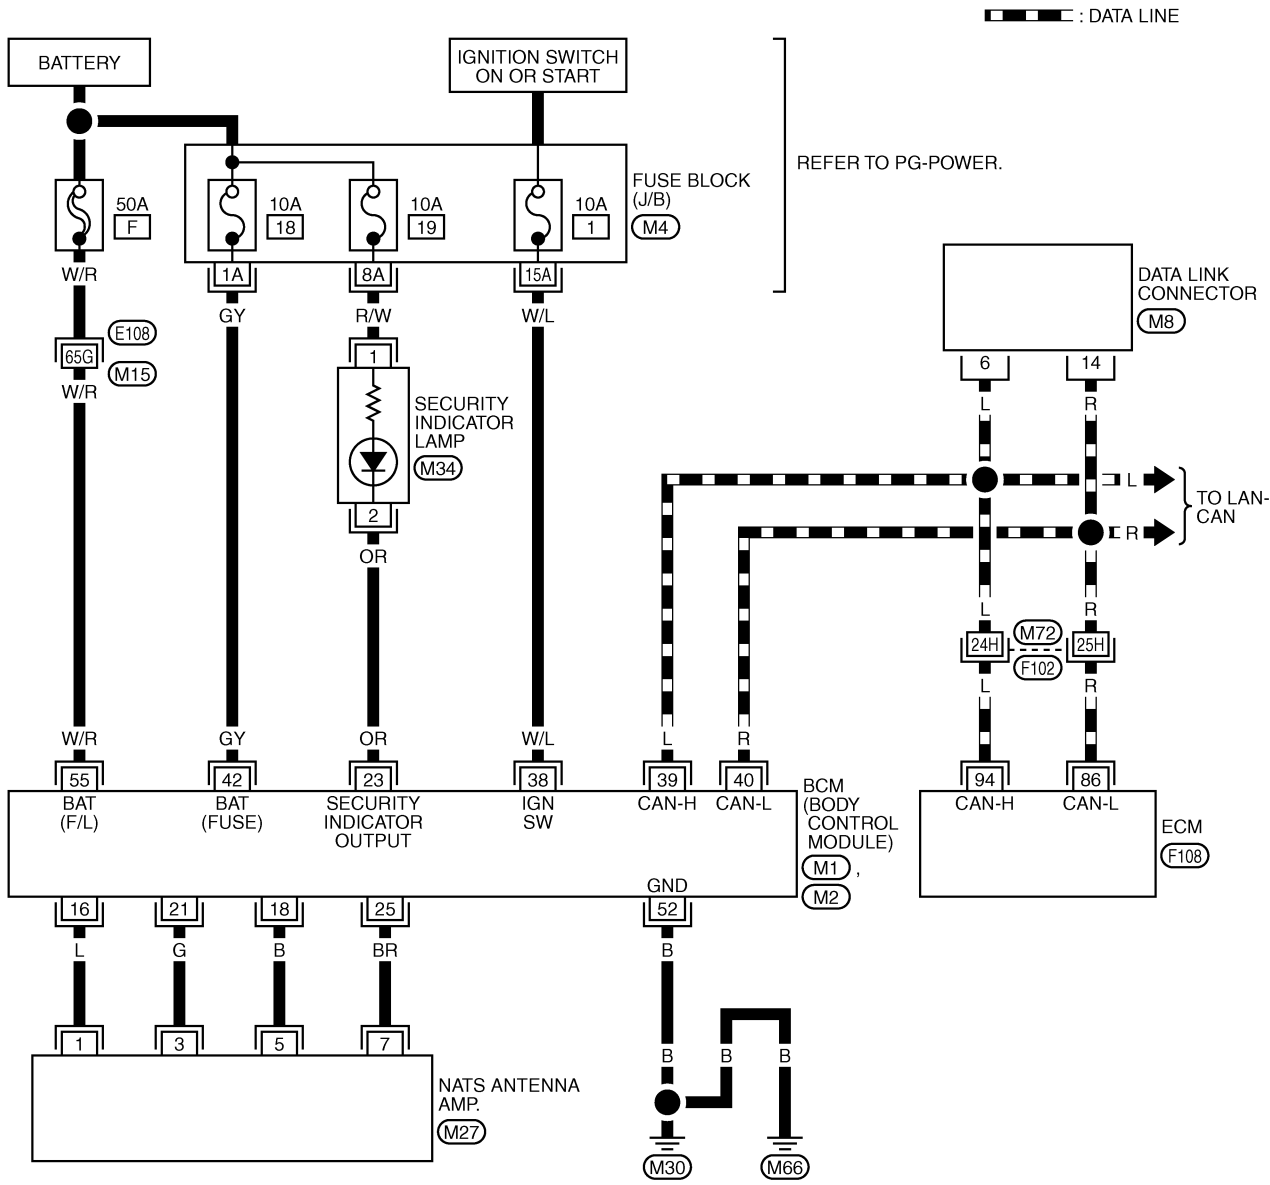 : DATA LINE
BATTERY
IGNITION SWITCH
ON OR START
REFER TO PG-POWER.
50A
F
10A
18
10A
19
10A
1
FUSE BLOCK
(J/B)
M4
W/R
1A
8A
15A
GY
R/W
W/L
E108
65G
M15
W/R
1
SECURITY
INDICATOR
LAMP
M34
2
OR
DATA LINK
CONNECTOR
M8
6
14
L
R
L
R
TO LAN-
CAN
L
R
24H
M72
F102
25H
L
R
W/R
GY
OR
W/L
L
R
55
42
23
38
39
40
94
86
BAT
(F/L)
BAT
(FUSE)
SECURITY
INDICATOR
OUTPUT
IGN
SW
CAN-H
CAN-L
BCM
(BODY
CONTROL
MODULE)
M1 ,
M2
CAN-H
CAN-L
ECM
F108
GND
16
21
18
25
52
L
G
B
BR
B
1
3
5
7
B
B
B
NATS ANTENNA
AMP.
M27
M30
M66